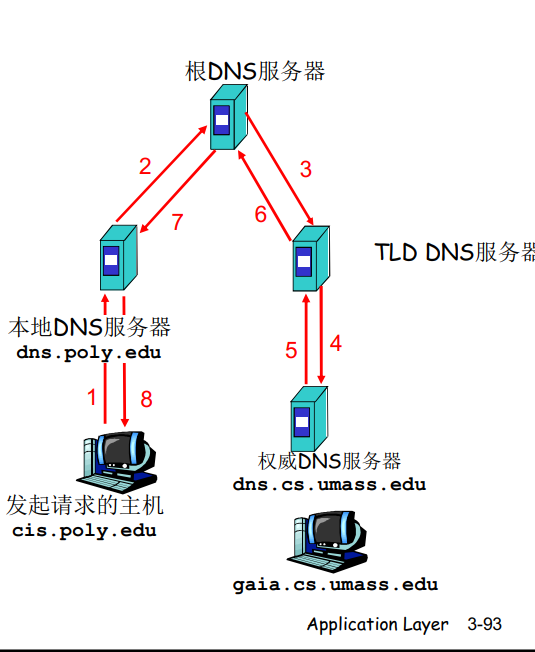 根DNS服务器
2
3
7
6
TLD DNS服务器
本地DNS服务器
dns.poly.edu
5
4
1
8
权威DNS服务器
dns.cs.umass.edu
发起请求的主机
cis.poly.edu
gaia.cs.umass.edu
Application Layer 3-93